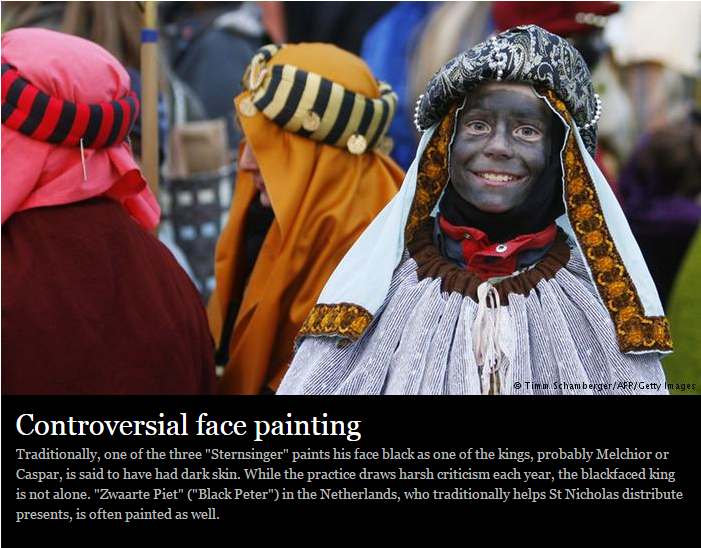 © Timm Schamberger/AFP/Getty Images
Controversial face painting
Traditionally, one of the three "Sternsinger" paints his face black as one of the kings, probably Melchior or
Caspar, is said to have had dark skin. While the practice draws harsh criticism each year, the blackfaced king
is not alone. "Zwaarte Piet" ("Black Peter") in the Netherlands, who traditionally helps St Nicholas distribute
presents, is often painted as well.